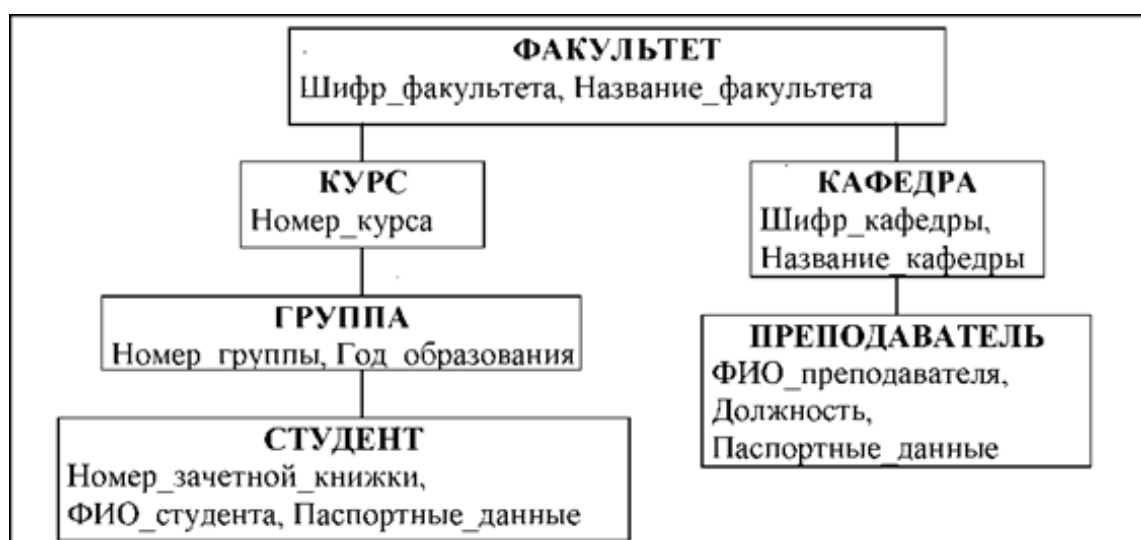 ФАКУЛЬТЕТ
Шифр_факультета, Название_факультета
КУРС
Номер_курса
КАФЕДРА
Шифр_кафедры,
Название_кафедры
ГРУППА
Номер_группы, Год_образования
ПРЕПОДАВАТЕЛЬ
ФИО_преподавателя,
Должность,
Паспортные_данные
СТУДЕНТ
Номер_зачетной_книжки,
ФИО_студента, Паспортные_данные